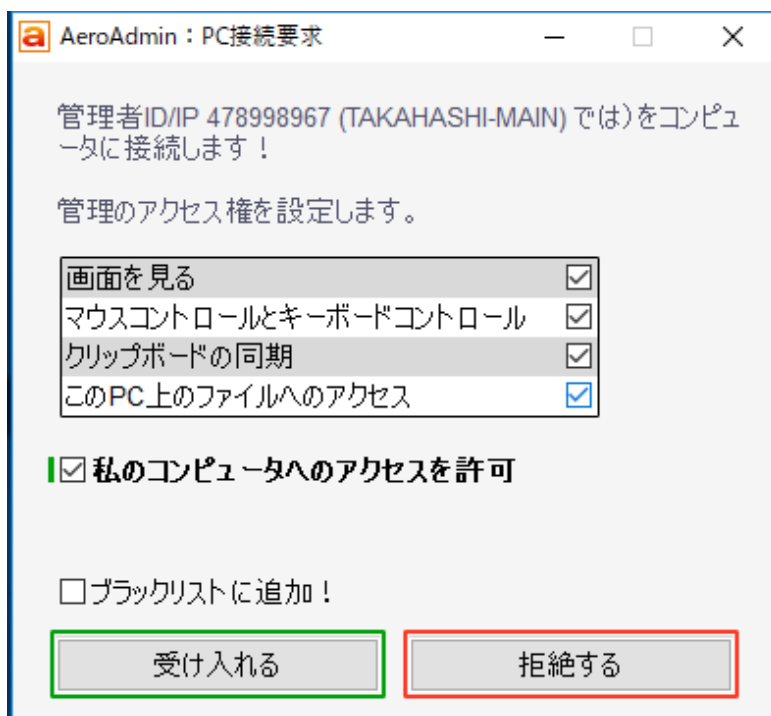 a AeroAdmin：PC接続要求
管理者ID/IP 478998967 (TAKAHASHI-MAIN) では）をコンピュ
ータに接続します！
管理のアクセス権を設定します。
画面を見る
マウスコントロールとキーボードコントロール
クリップボードの同期
このPC上のファイルへのアクセス
私のコンピュータへのアクセスを許可
ブラックリストに追加！
受け入れる
拒絶する